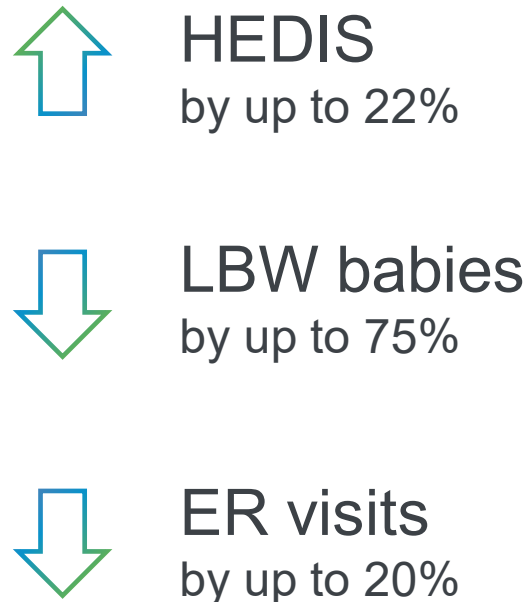 HEDIS
by up to 22%
LBW babies
by up to 75%
ER visits
by up to 20%